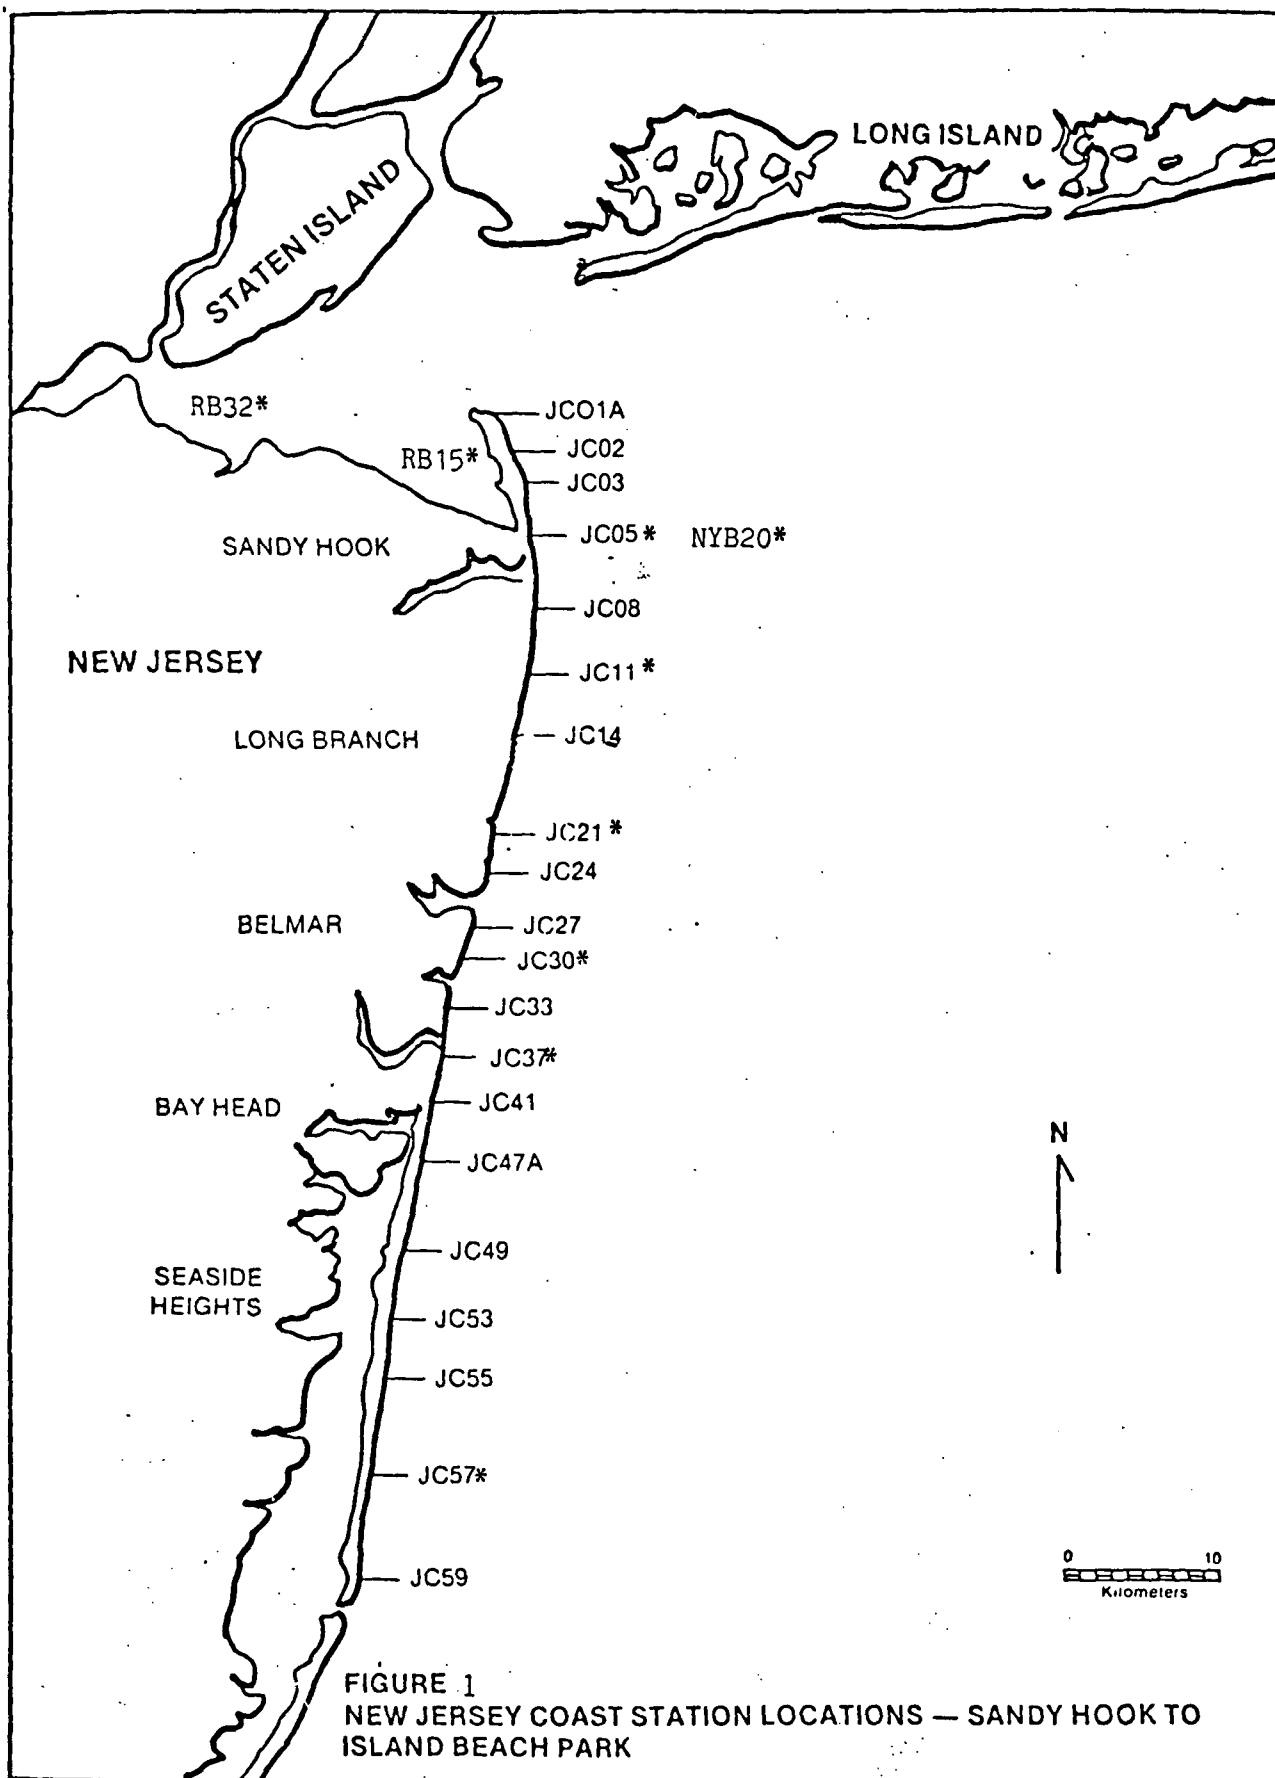 LONG ISLAND
STATEN ISLAND
RB32*
JCO1A
JC02
RB15*
JC03
JC05* NYB20*
SANDY HOOK
JC08
NEW JERSEY
JC11*
LONG BRANCH
JC14
JC21*
JC24
BELMAR
JC27
JC30*
JC33
JC37*
BAY HEAD
JC41
N
JC47A
JC49
SEASIDE
HEIGHTS
JC53
JC55
JC57*
0 10
Kilometers
JC59
FIGURE 1
NEW JERSEY COAST STATION LOCATIONS — SANDY HOOK TO
ISLAND BEACH PARK